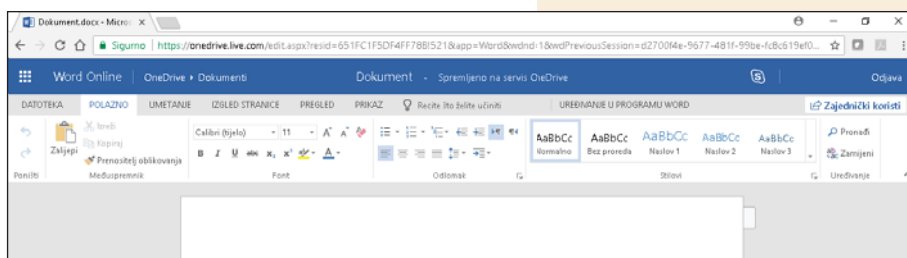 Dokument.docx - Micros
Sigurno | https://onedrive.live.com/edit.aspx?resid=651FC1F5DF4FF78B!521&app=Word&wdnd=1&wdPreviousSession=d2700f4e-9677-481f-99be-fc8c619ef0...
Word Online OneDrive Dokumenti Dokument - Spremljeno na servis OneDrive Odjava
DATOTEKA POLAZNO UMETANJE IZGLED STRANICE PREGLED PRIKAZ Recite što želite učiniti UREĐIVANJE U PROGRAMU WORD Zajednički koristi
Zalijepi Izreži Kopiraj Prenositelj oblikovanja
Calibri (tijelo) 11
B I U abc x₂ x²
AaBbCc AaBbCc AaBbCc AaBbCc AaBbCc
Normalno Bez proreda Naslov 1 Naslov 2 Naslov 3
Pronađi
Zamijeni
Poništi Međuspremnik Font Odlomak Stilovi Uređivanje